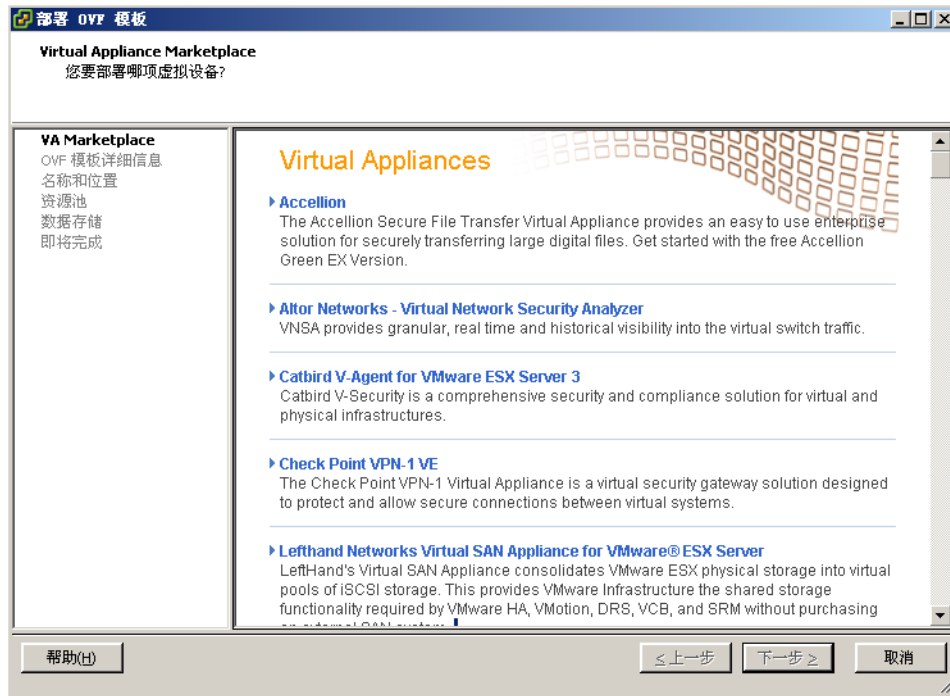 部署 OVF 模板
Virtual Appliance Marketplace
您要部署哪项虚拟设备?
VA Marketplace
OVF 模板详细信息
名称和位置
资源池
数据存储
即将完成
Virtual Appliances
Accellion
The Accellion Secure File Transfer Virtual Appliance provides an easy to use enterprise
solution for securely transferring large digital files. Get started with the free Accellion
Green EX Version.
Altor Networks - Virtual Network Security Analyzer
VNSA provides granular, real time and historical visibility into the virtual switch traffic.
Catbird V-Agent for VMware ESX Server 3
Catbird V-Security is a comprehensive security and compliance solution for virtual and
physical infrastructures.
Check Point VPN-1 VE
The Check Point VPN-1 Virtual Appliance is a virtual security gateway solution designed
to protect and allow secure connections between virtual systems.
Lefthand Networks Virtual SAN Appliance for VMware® ESX Server
LeftHand's Virtual SAN Appliance consolidates VMware ESX physical storage into virtual
pools of iSCSI storage. This provides VMware Infrastructure the shared storage
functionality required by VMware HA, VMotion, DRS, VCB, and SRM without purchasing
帮助(H)
≤上一步
下一步≥
取消